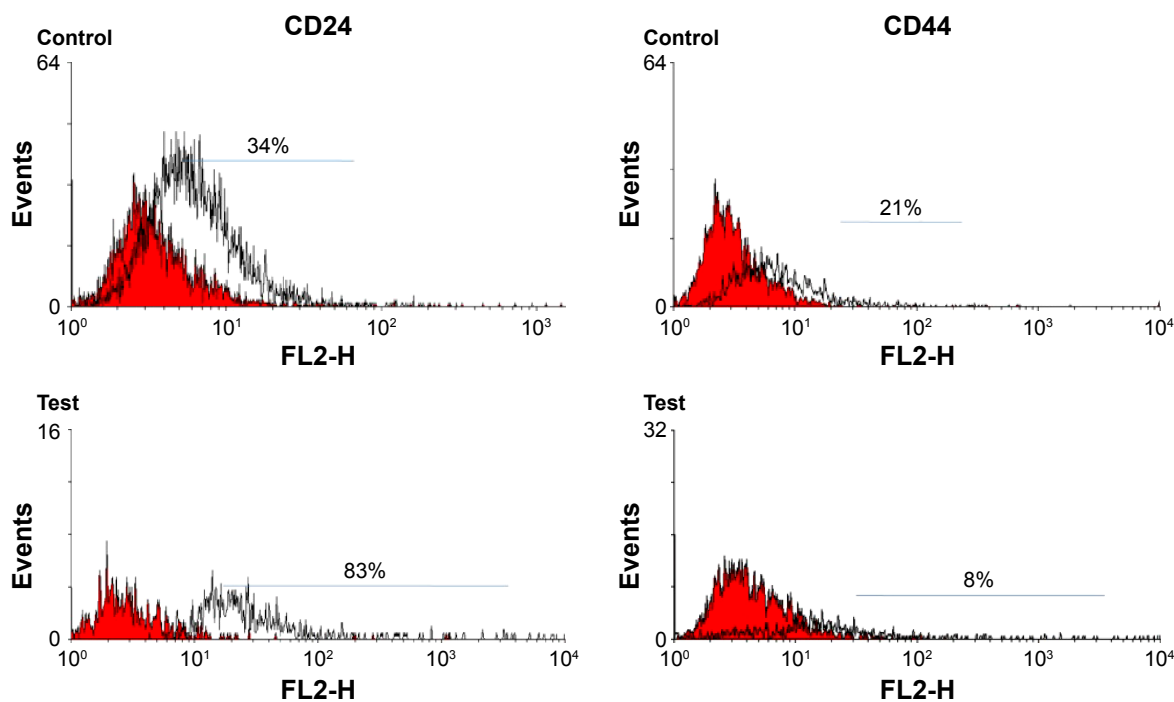 CD24
Control
64
Events
34%
0
10⁰
10¹
10²
10³
FL2-H
CD44
Control
64
Events
21%
0
10⁰
10¹
10²
10³
10⁴
FL2-H
Test
16
Events
83%
0
10⁰
10¹
10²
10³
10⁴
FL2-H
Test
32
Events
8%
0
10⁰
10¹
10²
10³
10⁴
FL2-H